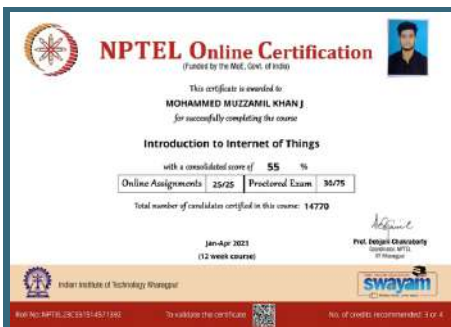 NPTEL Online Certification
(Funded by the MoE, Govt. of India)
This certificate is awarded to
MOHAMMED MUZZAMIL KHAN J
for successfully completing the course
Introduction to Internet of Things
with a consolidated score of 55 %
Online Assignments 25/25 Proctored Exam 30/75
Total number of candidates certified in this course: 14770
Jan-Apr 2023
(12 week course)
Prof. Debjani Chakraborty
Coordinator, NPTEL
IIT Kharagpur
Indian Institute of Technology Kharagpur
swayam
Roll No:
To validate the certificate
No. of credits recommended: 3 or 4